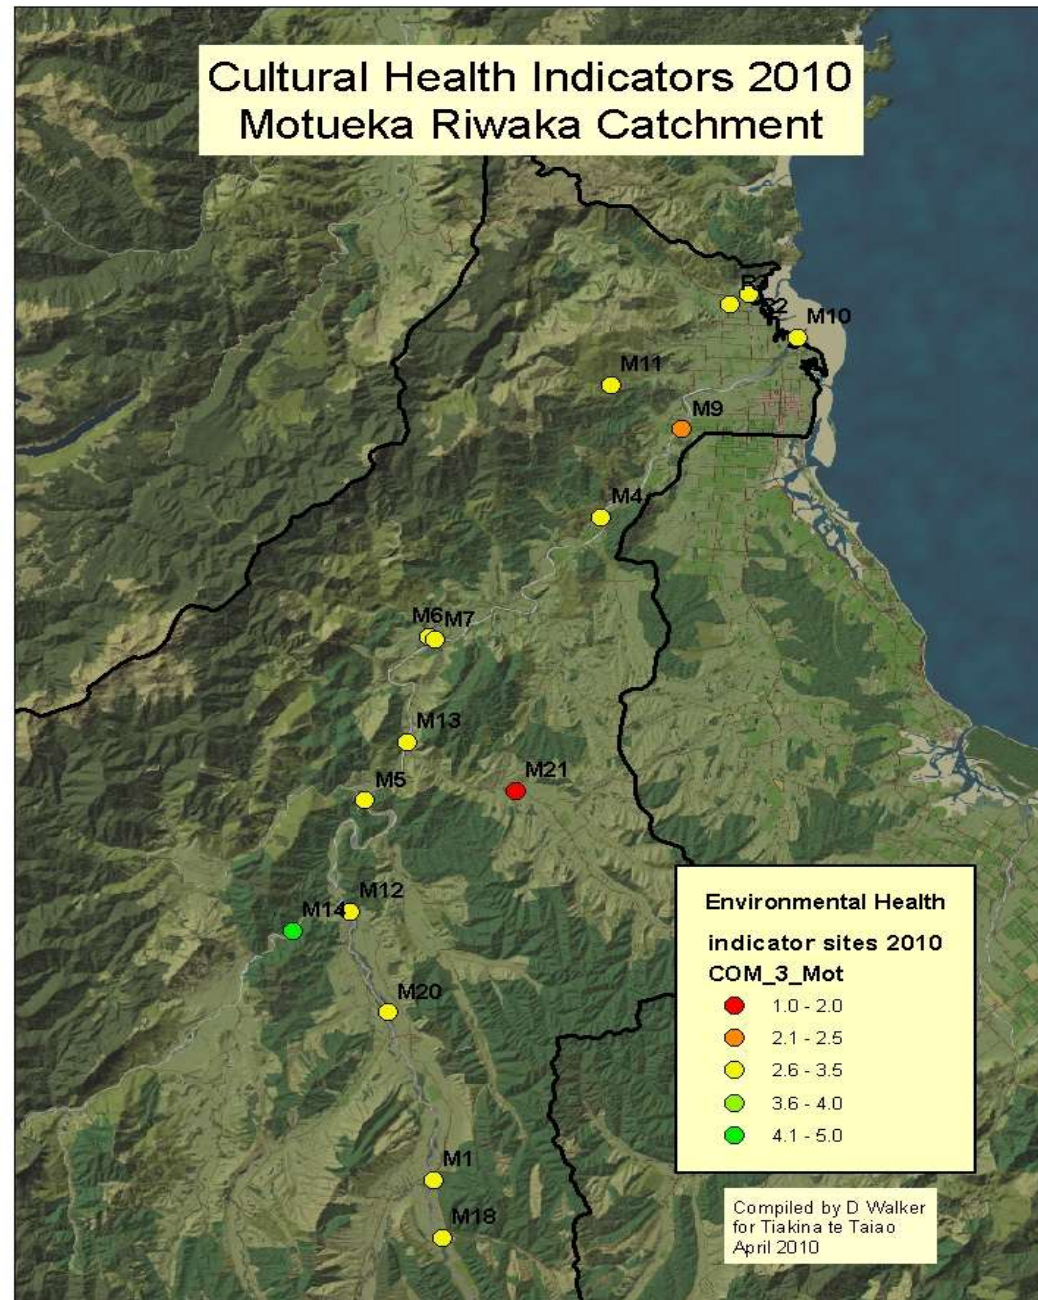 Cultural Health Indicators 2010
Motueka Riwaka Catchment
M10
M11
M9
M4
M6
M7
M13
M21
M5
M12
M14
M20
M1
M18
Environmental Health
indicator sites 2010
COM_3_Mot
1.0 - 2.0
2.1 - 2.5
2.6 - 3.5
3.6 - 4.0
4.1 - 5.0
Compiled by D Walker
for Tiakina te Taiao
April 2010